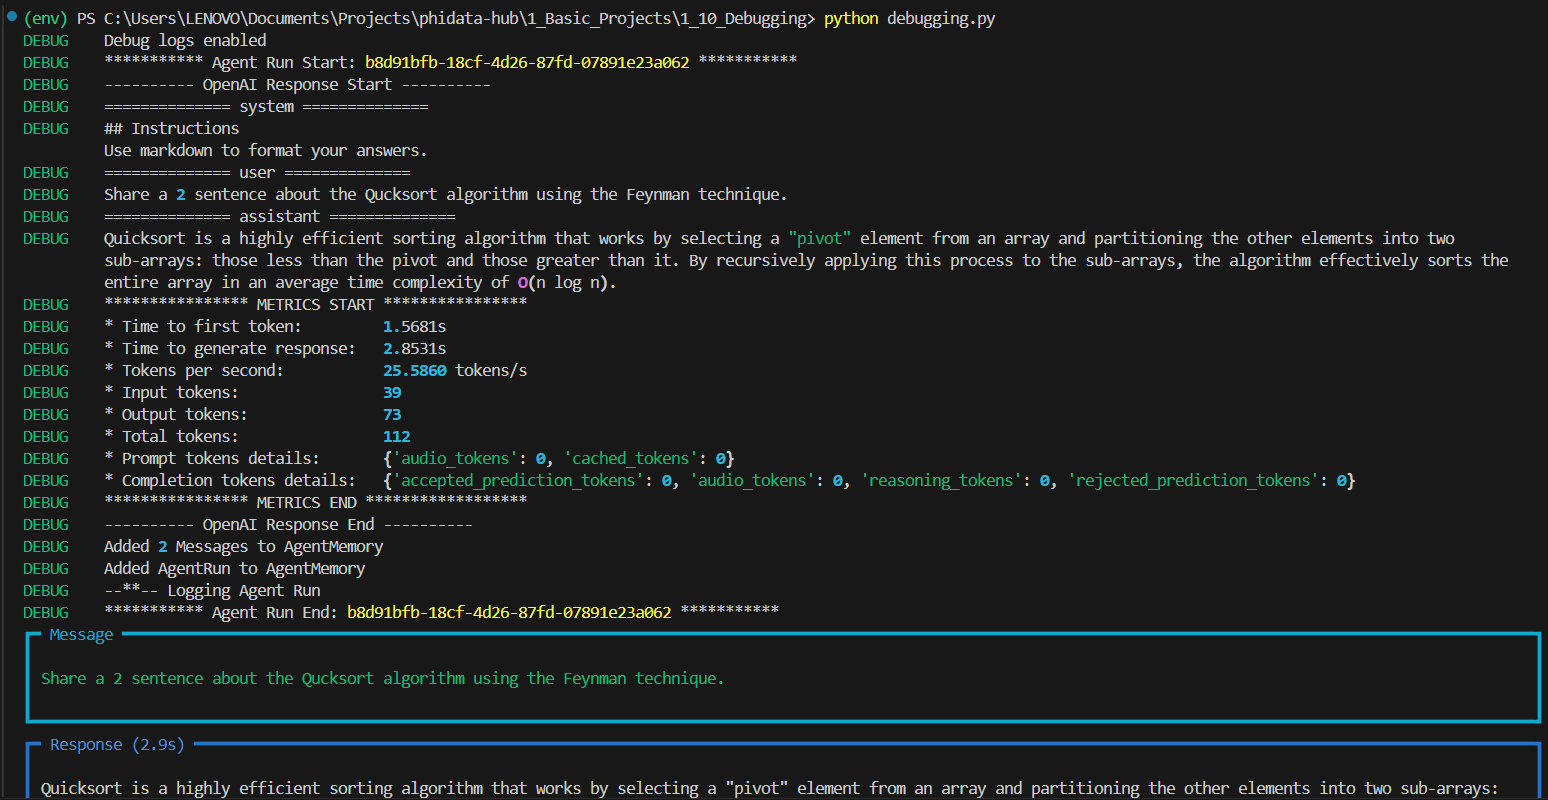 (env) PS C:\Users\LENOVO\Documents\Projects\phidata-hub\1_Basic_Projects\1_10_Debugging> python debugging.py
DEBUG    Debug logs enabled
DEBUG    *********** Agent Run Start: b8d91bfb-18cf-4d26-87fd-07891e23a062 ***********
DEBUG    ---------- OpenAI Response Start ----------
DEBUG    ============== system ==============
DEBUG    ## Instructions
         Use markdown to format your answers.
DEBUG    ============== user ==============
DEBUG    Share a 2 sentence about the Qucksort algorithm using the Feynman technique.
DEBUG    ============== assistant ==============
DEBUG    Quicksort is a highly efficient sorting algorithm that works by selecting a "pivot" element from an array and partitioning the other elements into two
         sub-arrays: those less than the pivot and those greater than it. By recursively applying this process to the sub-arrays, the algorithm effectively sorts the
         entire array in an average time complexity of O(n log n).
DEBUG    **************** METRICS START ****************
DEBUG    * Time to first token:         1.5681s
DEBUG    * Time to generate response:   2.8531s
DEBUG    * Tokens per second:           25.5860 tokens/s
DEBUG    * Input tokens:                39
DEBUG    * Output tokens:               73
DEBUG    * Total tokens:                112
DEBUG    * Prompt tokens details:       {'audio_tokens': 0, 'cached_tokens': 0}
DEBUG    * Completion tokens details:   {'accepted_prediction_tokens': 0, 'audio_tokens': 0, 'reasoning_tokens': 0, 'rejected_prediction_tokens': 0}
DEBUG    **************** METRICS END ******************
DEBUG    ---------- OpenAI Response End ----------
DEBUG    Added 2 Messages to AgentMemory
DEBUG    Added AgentRun to AgentMemory
DEBUG    --**-- Logging Agent Run
DEBUG    *********** Agent Run End: b8d91bfb-18cf-4d26-87fd-07891e23a062 ***********
Message
Share a 2 sentence about the Qucksort algorithm using the Feynman technique.
Response (2.9s)
Quicksort is a highly efficient sorting algorithm that works by selecting a "pivot" element from an array and partitioning the other elements into two sub-arrays: